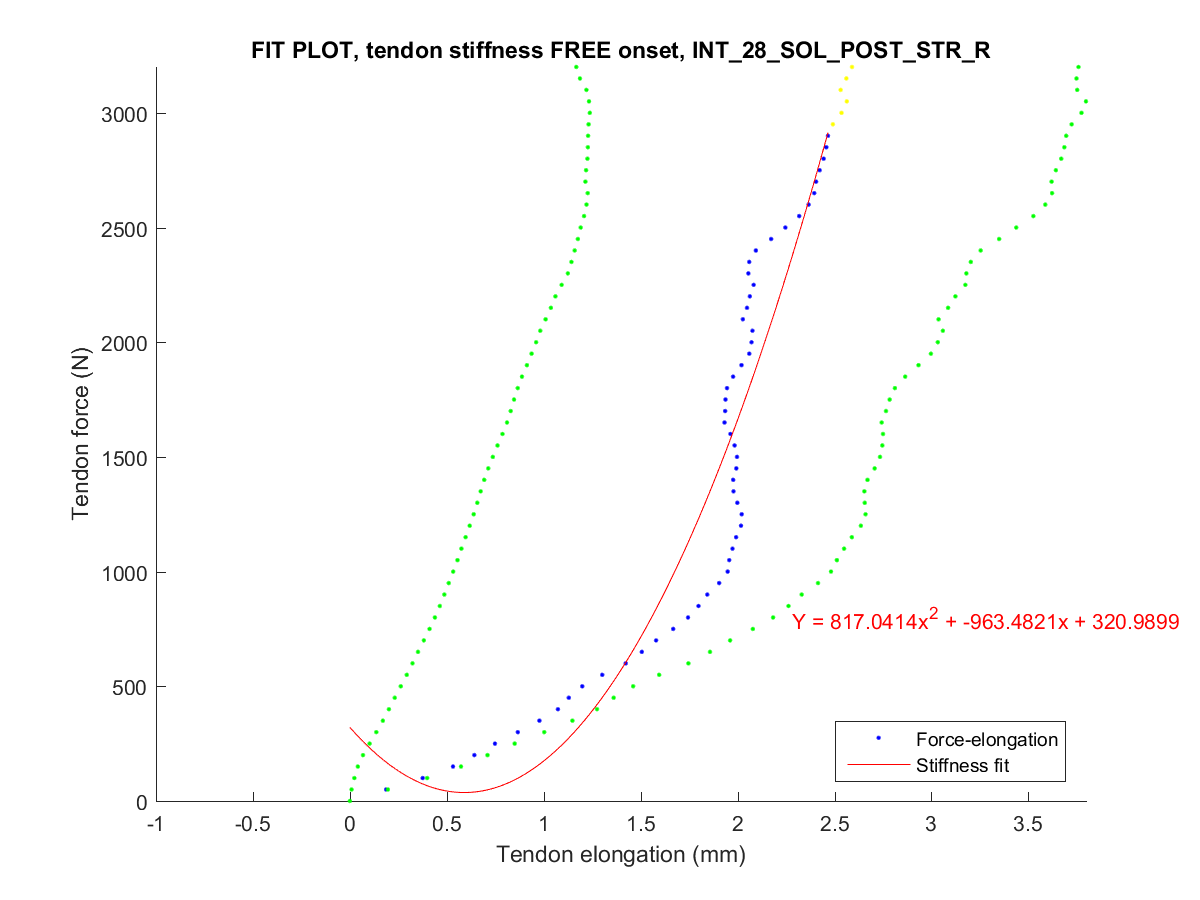 FIT PLOT, tendon stiffness FREE onset, INT_28_SOL_POST_STR_R
3000
2500
2000
1500
1000
500
0
Tendon force (N)
Y = 817.0414x² + -963.4821x + 320.9899
Force-elongation
Stiffness fit
-1 -0.5 0 0.5 1 1.5 2 2.5 3 3.5
Tendon elongation (mm)